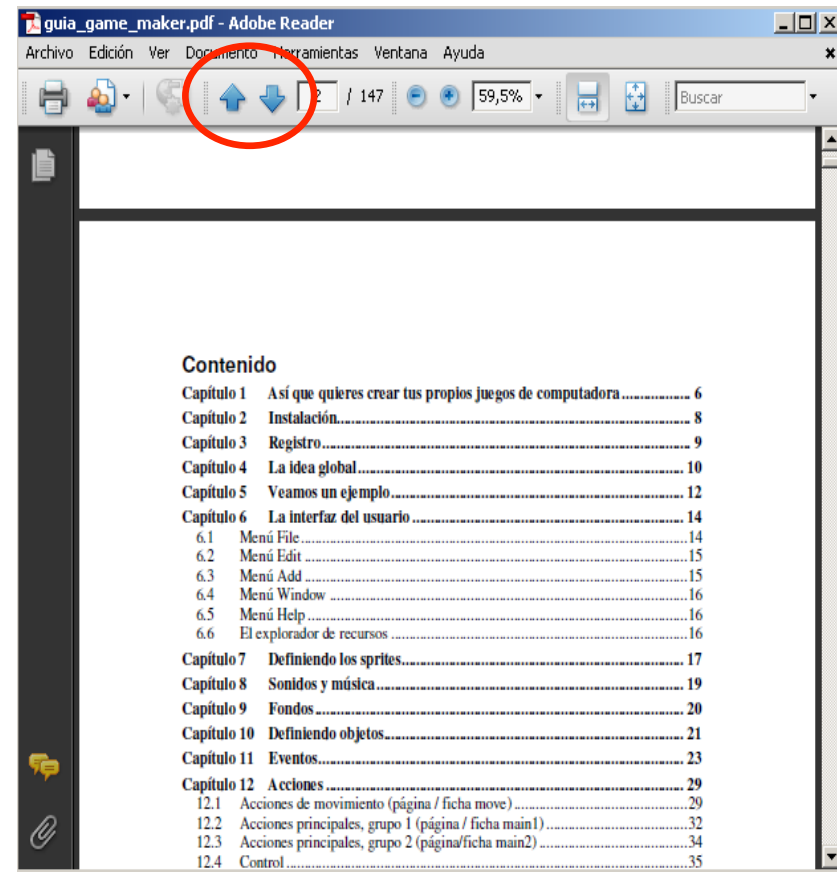 guia_game_maker.pdf - Adobe Reader
Archivo Edición Ver Documento Herramientas Ventana Ayuda
2 / 147 59,5% Buscar
Contenido
Capítulo 1 Así que quieres crear tus propios juegos de computadora .................. 6
Capítulo 2 Instalación.................. 8
Capítulo 3 Registro.................. 9
Capítulo 4 La idea global.................. 10
Capítulo 5 Veamos un ejemplo.................. 12
Capítulo 6 La interfaz del usuario .................. 14
6.1 Menú File..................14
6.2 Menú Edit ..................15
6.3 Menú Add ..................15
6.4 Menú Window ..................16
6.5 Menú Help ..................16
6.6 El explorador de recursos ..................16
Capítulo 7 Definiendo los sprites.................. 17
Capítulo 8 Sonidos y música.................. 19
Capítulo 9 Fondos .................. 20
Capítulo 10 Definiendo objetos.................. 21
Capítulo 11 Eventos.................. 23
Capítulo 12 Acciones .................. 29
12.1 Acciones de movimiento (página / ficha move) ..................29
12.2 Acciones principales, grupo 1 (página / ficha main1) ..................32
12.3 Acciones principales, grupo 2 (página/ficha main2) ..................34
12.4 Control ..................35